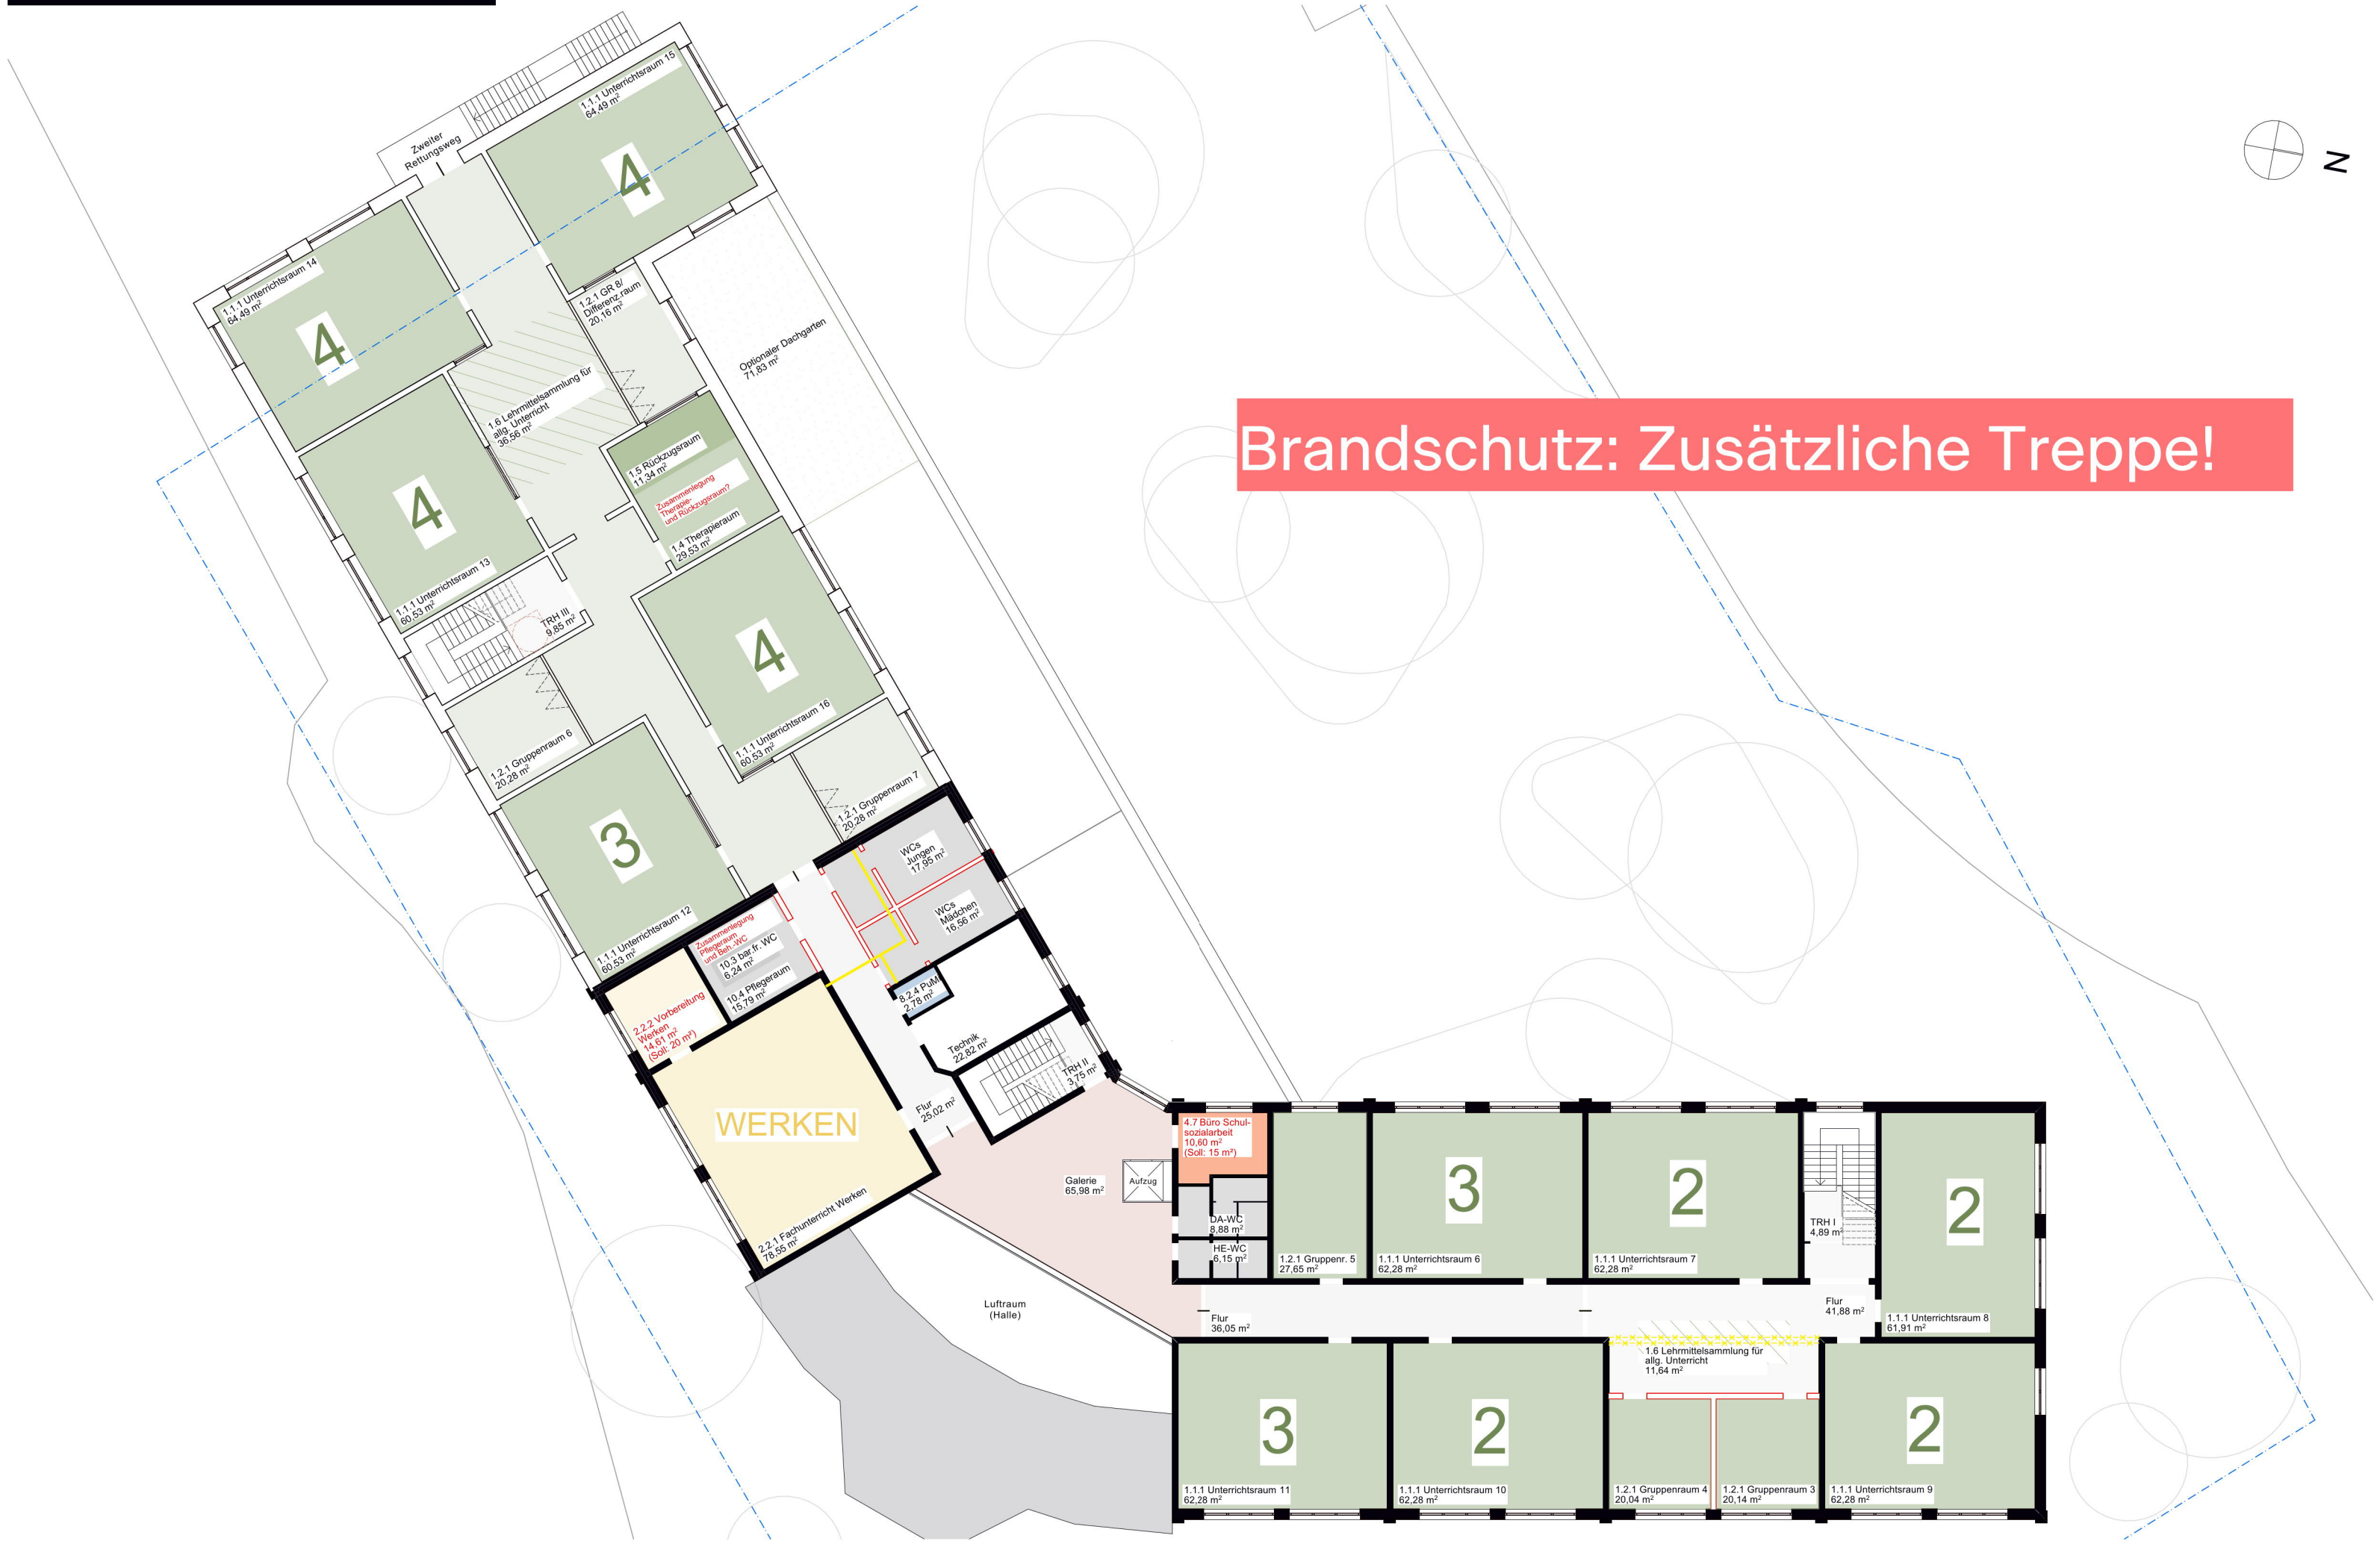 Zweiter
Rettungsweg
1.1.1 Unterrichtsraum 15
64,49 m²
4
1.1.1 Unterrichtsraum 14
64,49 m²
4
1.2.1 GR 8/
Differenz.raum
20,16 m²
Optionaler Dachgarten
71,83 m²
N
Brandschutz: Zusätzliche Treppe!
1.6 Lehrmittelsammlung für
allg. Unterricht
36,56 m²
1.5 Rückzugsraum
11,34 m²
Zusammenlegung
Therapie-
und Rückzugsraum?
1.4 Therapieraum
29,53 m²
4
1.1.1 Unterrichtsraum 13
60,53 m²
TRH III
9,85 m²
4
1.1.1 Unterrichtsraum 16
60,53 m²
1.2.1 Gruppenraum 6
20,28 m²
1.2.1 Gruppenraum 7
20,28 m²
3
1.1.1 Unterrichtsraum 12
60,53 m²
WCs
Jungen
17,95 m²
WCs
Mädchen
16,56 m²
Zusammenlegung
Pflegeraum
und Beh.-WC
10.3 bar.fr. WC
6,24 m²
10.4 Pflegeraum
15,79 m²
8.2.4 PuM
2,78 m²
2.2.2 Vorbereitung
Werken
14,61 m²
(Soll: 20 m²)
Technik
22,82 m²
TRH II
3,75 m²
Flur
25,02 m²
WERKEN
2.2.1 Fachunterricht Werken
78,55 m²
Galerie
65,98 m²
Aufzug
Luftraum
(Halle)
4.7 Büro Schul-
sozialarbeit
10,60 m²
(Soll: 15 m²)
DA-WC
8,88 m²
HE-WC
6,15 m²
1.2.1 Gruppenr. 5
27,65 m²
3
1.1.1 Unterrichtsraum 6
62,28 m²
2
1.1.1 Unterrichtsraum 7
62,28 m²
TRH I
4,89 m²
2
1.1.1 Unterrichtsraum 8
61,91 m²
Flur
36,05 m²
Flur
41,88 m²
1.6 Lehrmittelsammlung für
allg. Unterricht
11,64 m²
3
1.1.1 Unterrichtsraum 11
62,28 m²
2
1.1.1 Unterrichtsraum 10
62,28 m²
1.2.1 Gruppenraum 4
20,04 m²
1.2.1 Gruppenraum 3
20,14 m²
2
1.1.1 Unterrichtsraum 9
62,28 m²